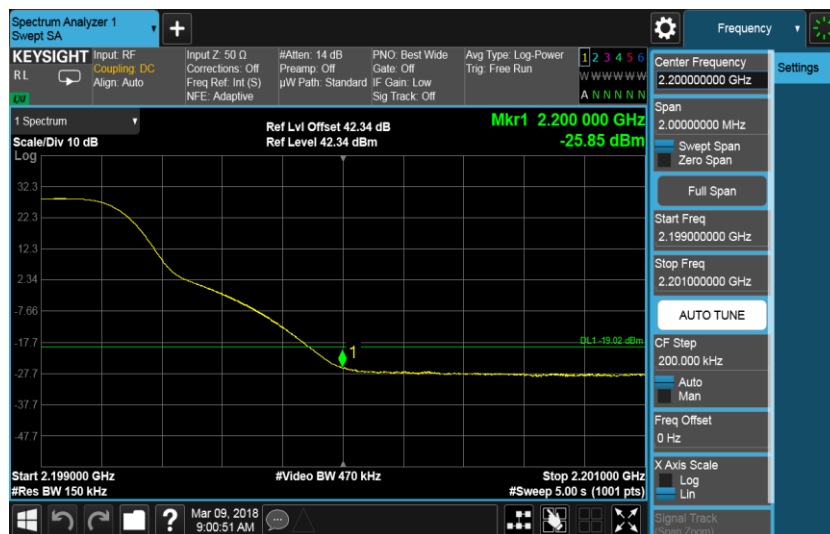 Spectrum Analyzer 1
Swept SA
+
Frequency
KEYSIGHT
RL
LXI
Input: RF
Coupling: DC
Align: Auto
Input Z: 50 Ω
Corrections: Off
Freq Ref: Int (S)
NFE: Adaptive
#Atten: 14 dB
Preamp: Off
µW Path: Standard
PNO: Best Wide
Gate: Off
IF Gain: Low
Sig Track: Off
Avg Type: Log-Power
Trig: Free Run
1 2 3 4 5 6
W W W W W W
A N N N N N
1 Spectrum
Scale/Div 10 dB
Log
Ref Lvl Offset 42.34 dB
Ref Level 42.34 dBm
Mkr1 2.200 000 GHz
-25.85 dBm
32.3
22.3
12.3
2.34
-7.66
-17.7
-27.7
-37.7
-47.7
DL1 -19.02 dBm
1
Start 2.199000 GHz
#Res BW 150 kHz
#Video BW 470 kHz
Stop 2.201000 GHz
#Sweep 5.00 s (1001 pts)
Center Frequency
2.200000000 GHz
Settings
Span
2.00000000 MHz
Swept Span
Zero Span
Full Span
Start Freq
2.199000000 GHz
Stop Freq
2.201000000 GHz
AUTO TUNE
CF Step
200.000 kHz
Auto
Man
Freq Offset
0 Hz
X Axis Scale
Log
Lin
Signal Track
(Span Zoom)
?
Mar 09, 2018
9:00:51 AM